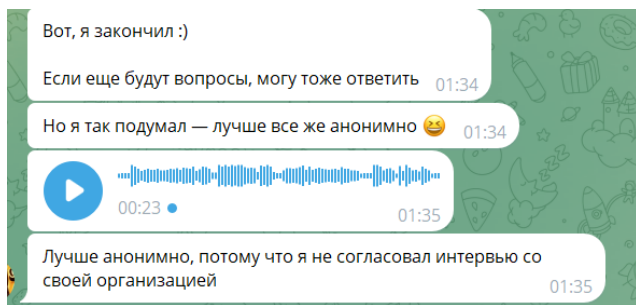 Вот, я закончил :)
Если еще будут вопросы, могу тоже ответить 01:34
Но я так подумал — лучше все же анонимно 😆 01:34
00:23
01:35
Лучше анонимно, потому что я не согласовал интервью со
своей организацией 01:35